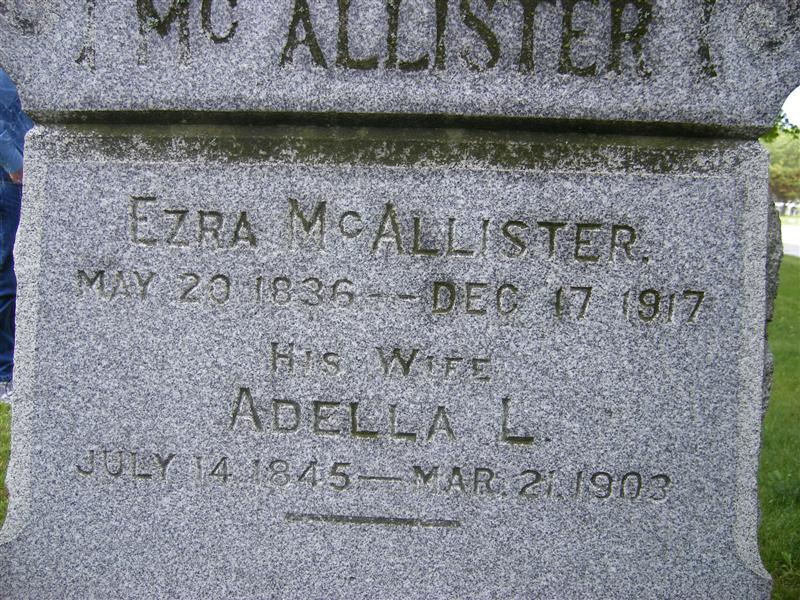 Mc ALLISTER
EZRA McALLISTER.
MAY 20 1836 — DEC 17 1917
HIS WIFE
ADELLA L.
JULY 14. 1845 — MAR. 21. 1903